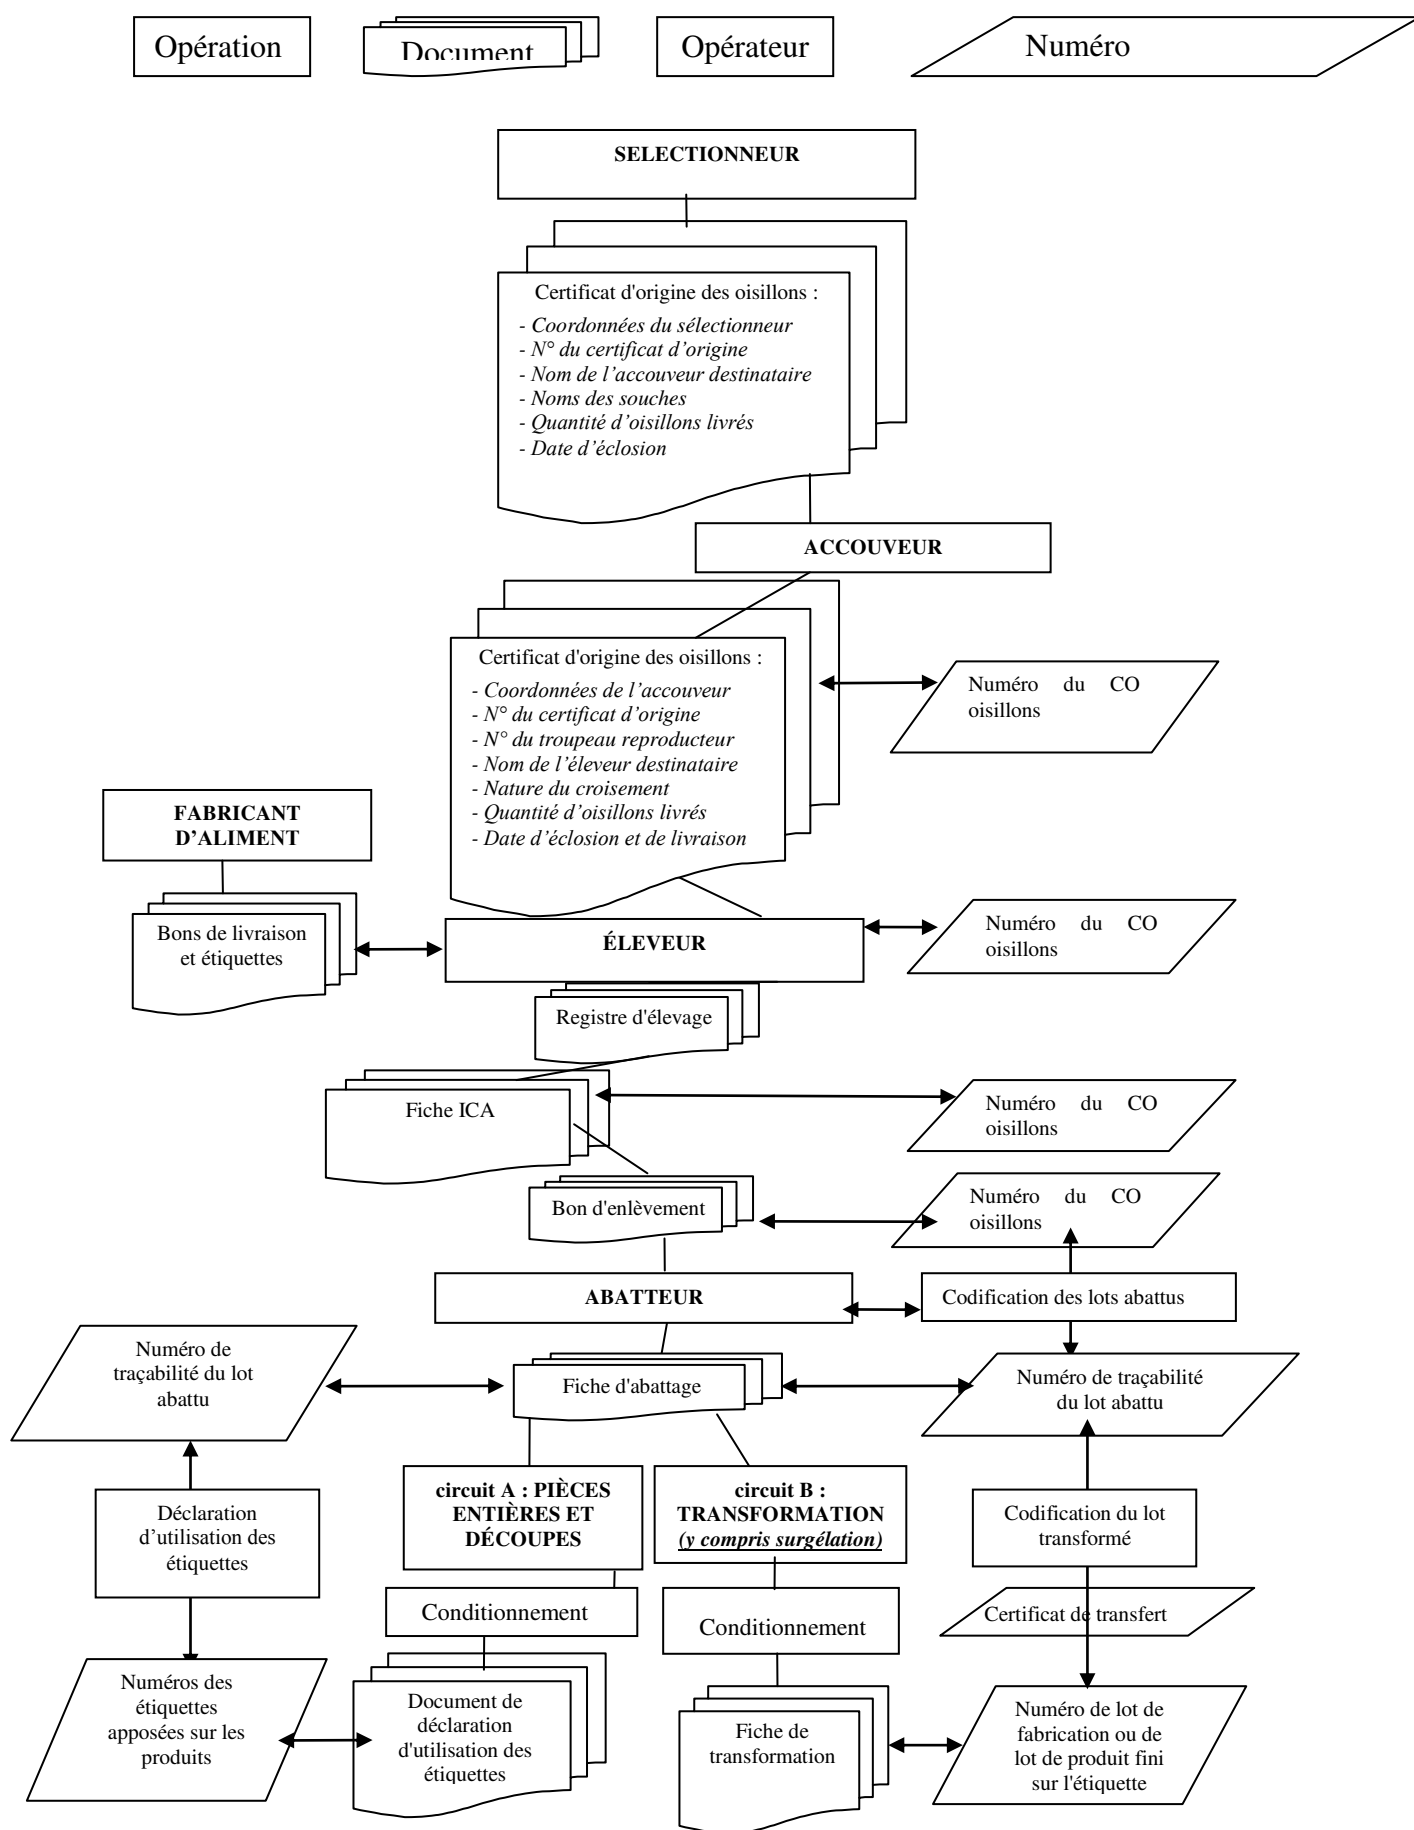 Opération
Document
Opérateur
Numéro
SELECTIONNEUR
Certificat d'origine des oisillons :
- Coordonnées du sélectionneur
- N° du certificat d’origine
- Nom de l’accouveur destinataire
- Noms des souches
- Quantité d’oisillons livrés
- Date d’éclosion
ACCOUVEUR
Certificat d'origine des oisillons :
- Coordonnées de l’accouveur
- N° du certificat d’origine
- N° du troupeau reproducteur
- Nom de l’éleveur destinataire
- Nature du croisement
- Quantité d’oisillons livrés
- Date d’éclosion et de livraison
Numéro du CO
oisillons
FABRICANT
D’ALIMENT
Bons de livraison
et étiquettes
ÉLEVEUR
Numéro du CO
oisillons
Registre d'élevage
Fiche ICA
Numéro du CO
oisillons
Bon d'enlèvement
Numéro du CO
oisillons
ABATTEUR
Codification des lots abattus
Numéro de
traçabilité du lot
abattu
Fiche d'abattage
Numéro de traçabilité
du lot abattu
Déclaration
d’utilisation des
étiquettes
circuit A : PIÈCES
ENTIÈRES ET
DÉCOUPES
circuit B :
TRANSFORMATION
(y compris surgélation)
Codification du lot
transformé
Conditionnement
Conditionnement
Certificat de transfert
Numéros des
étiquettes
apposées sur les
produits
Document de
déclaration
d'utilisation des
étiquettes
Fiche de
transformation
Numéro de lot de
fabrication ou de
lot de produit fini
sur l'étiquette